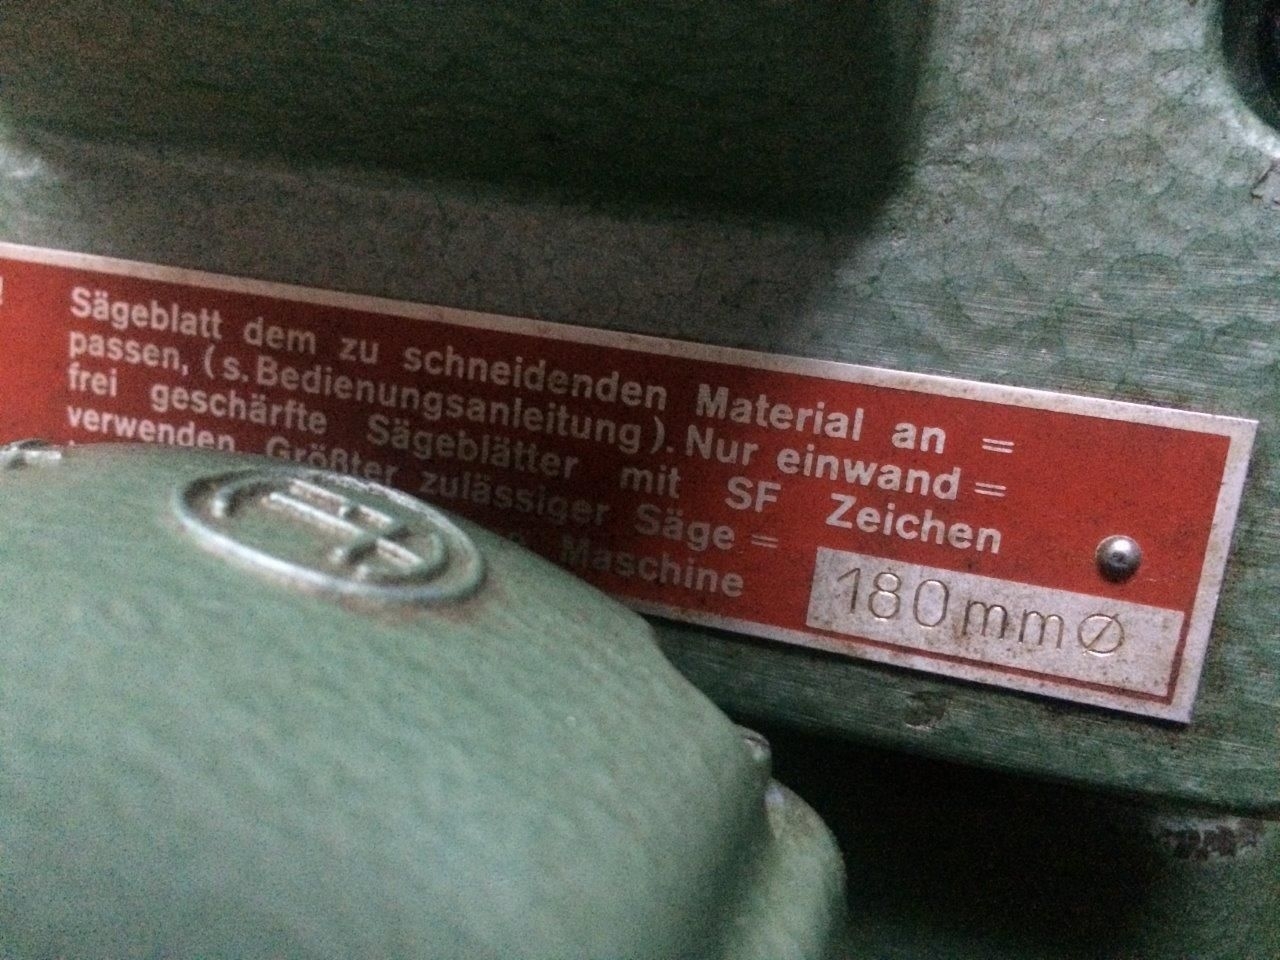 !
Sägeblatt dem zu schneidenden Material an =
passen, (s. Bedienungsanleitung). Nur einwand =
frei geschärfte Sägeblätter mit SF Zeichen
verwenden. Größter zulässiger Säge =
Maschine 180mm Ø